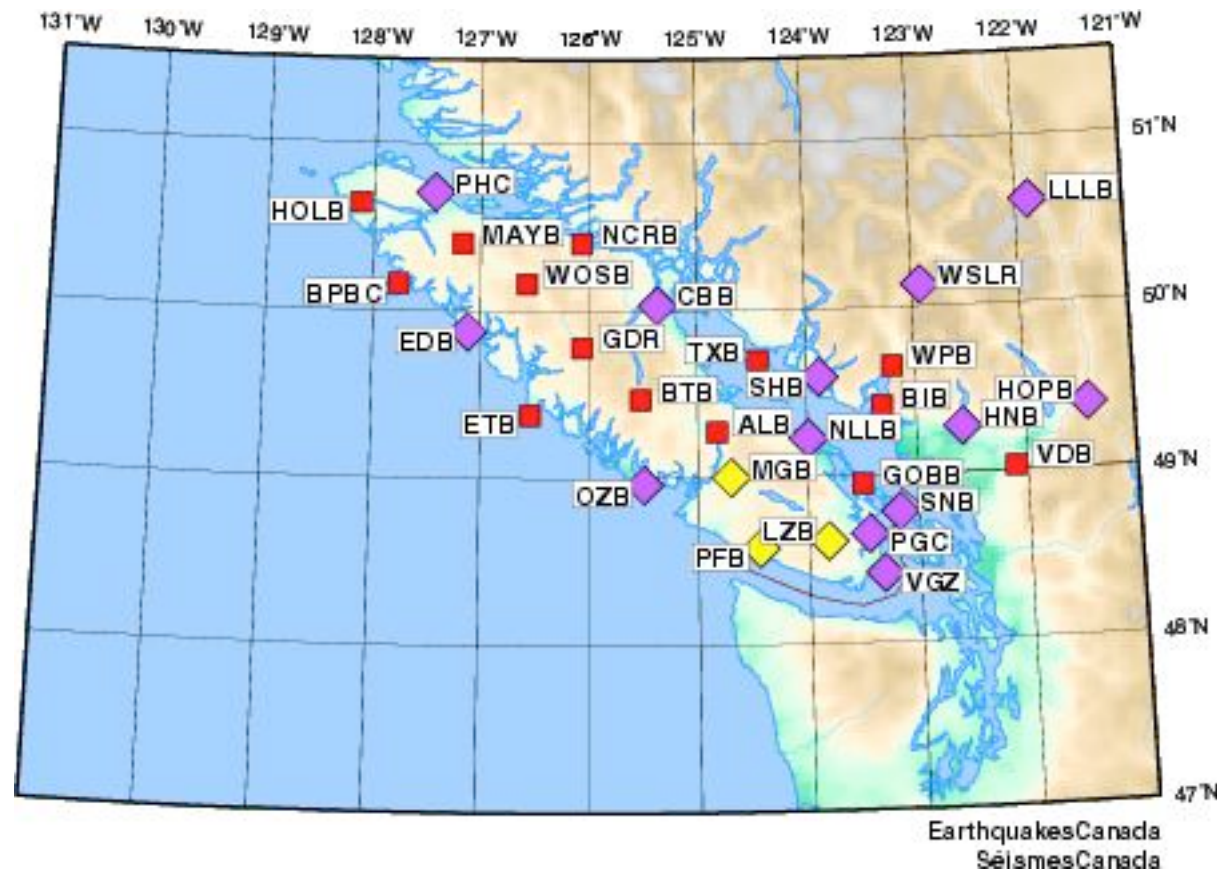 131°W
130°W
128°W
127°W
126°W
125°W
124°W
123°W
122°W
121°W
51°N
PHC
LLLB
HOLB
MAYB
NCRB
WOSB
WSLR
BPBC
CBB
50°N
EDB
GDR
TXB
WPB
SHB
BTB
BIB
HOPB
ETB
ALB
NLLB
HNB
VDB
49°N
MGB
GOBB
OZB
SNB
LZB
PGC
PFB
VGZ
48°N
47°N
EarthquakesCanada
SéismesCanada